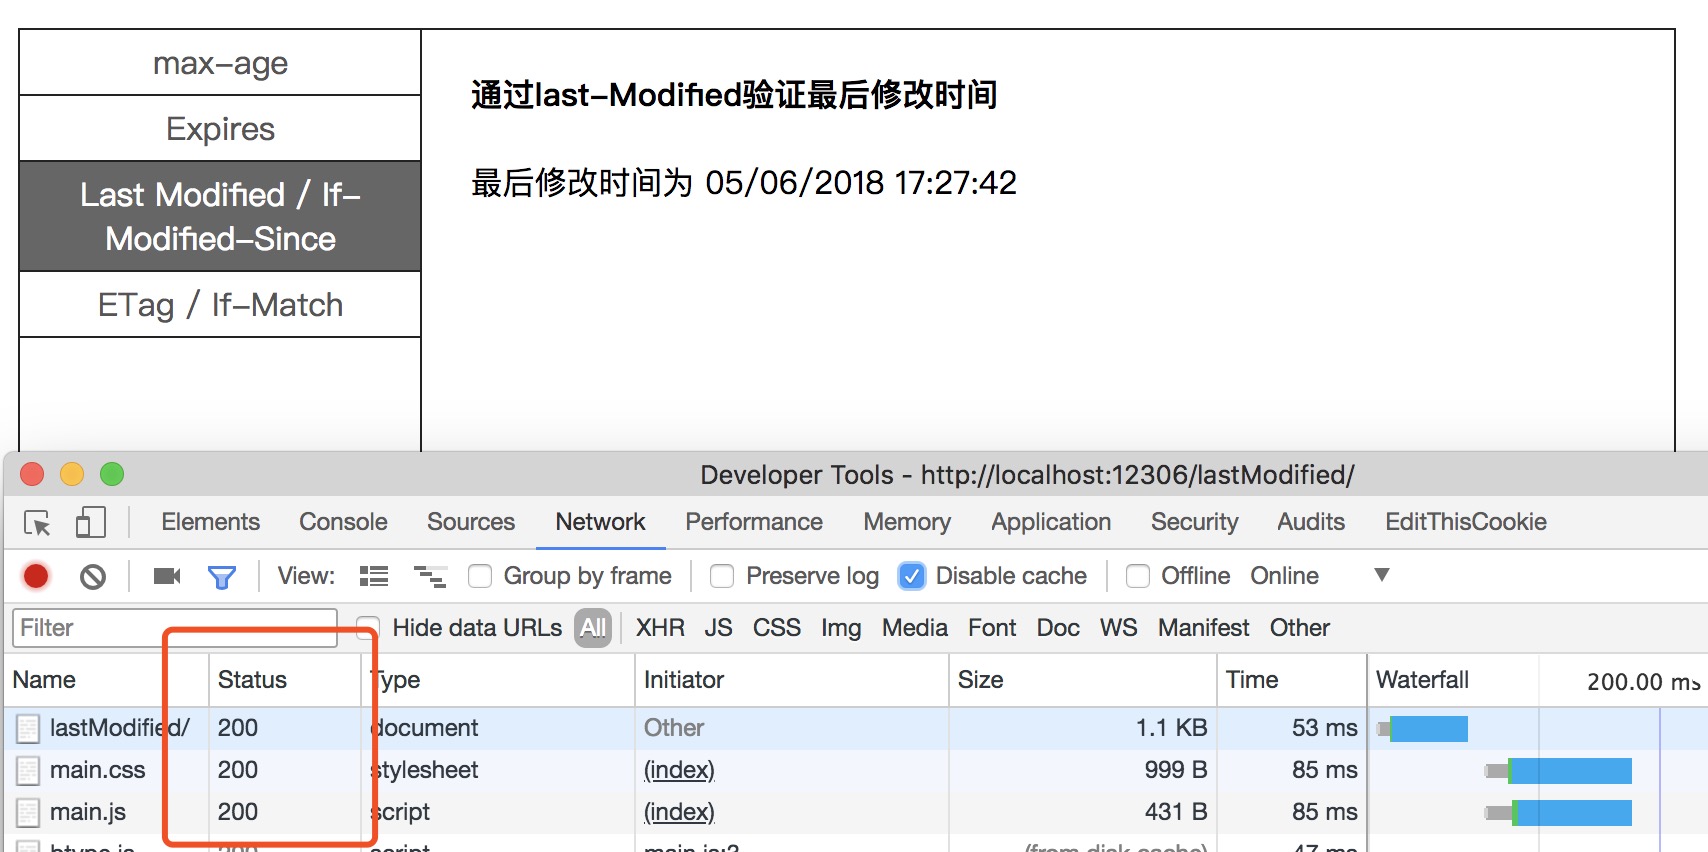 max-age
Expires
Last Modified / If-
Modified-Since
ETag / If-Match
通过last-Modified验证最后修改时间
最后修改时间为 05/06/2018 17:27:42
Developer Tools - http://localhost:12306/lastModified/
Elements Console Sources Network Performance Memory Application Security Audits EditThisCookie
View: Group by frame Preserve log Disable cache Offline Online
Filter Hide data URLs All XHR JS CSS Img Media Font Doc WS Manifest Other
Name Status Type Initiator Size Time Waterfall 200.00 ms
lastModified/ 200 document Other 1.1 KB 53 ms
main.css 200 stylesheet (index) 999 B 85 ms
main.js 200 script (index) 431 B 85 ms
200 script main.js:2 (from disk cache) 47 ms